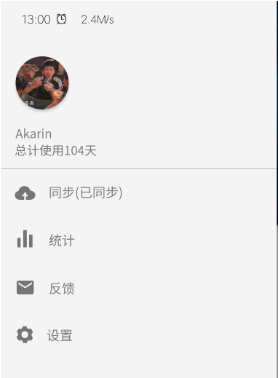 13:00 2.4M/s
Akarin
总计使用104天
同步(已同步)
统计
反馈
设置